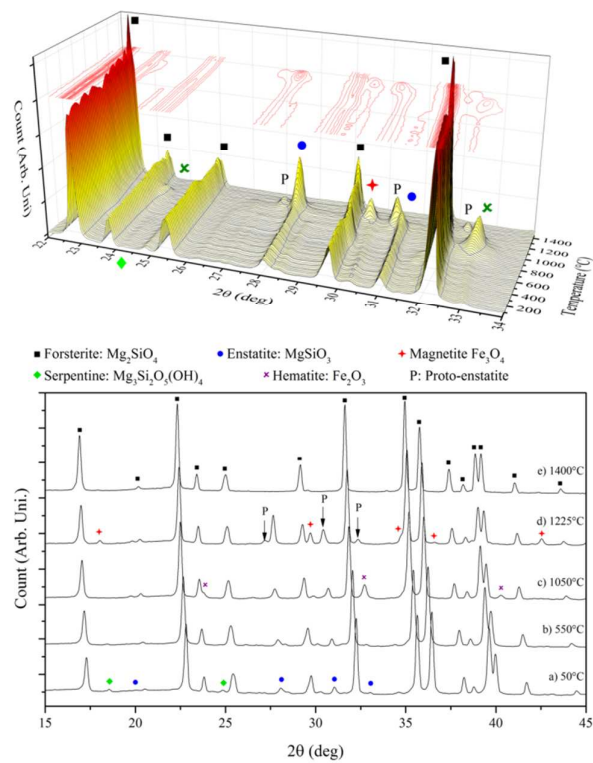 Count (Arb. Uni)
P
P
P
22
23
24
25
26
27
28
29
30
31
32
33
34
2θ (deg)
1400
1200
1000
800
600
400
200
Temperature (°C)
Forsterite: Mg₂SiO₄ Enstatite: MgSiO₃ Magnetite Fe₃O₄
Serpentine: Mg₃Si₂O₅(OH)₄ Hematite: Fe₂O₃ P: Proto-enstatite
Count (Arb. Uni.)
e) 1400°C
P
P
P
d) 1225°C
c) 1050°C
b) 550°C
a) 50°C
15 20 25 30 35 40 45
2θ (deg)